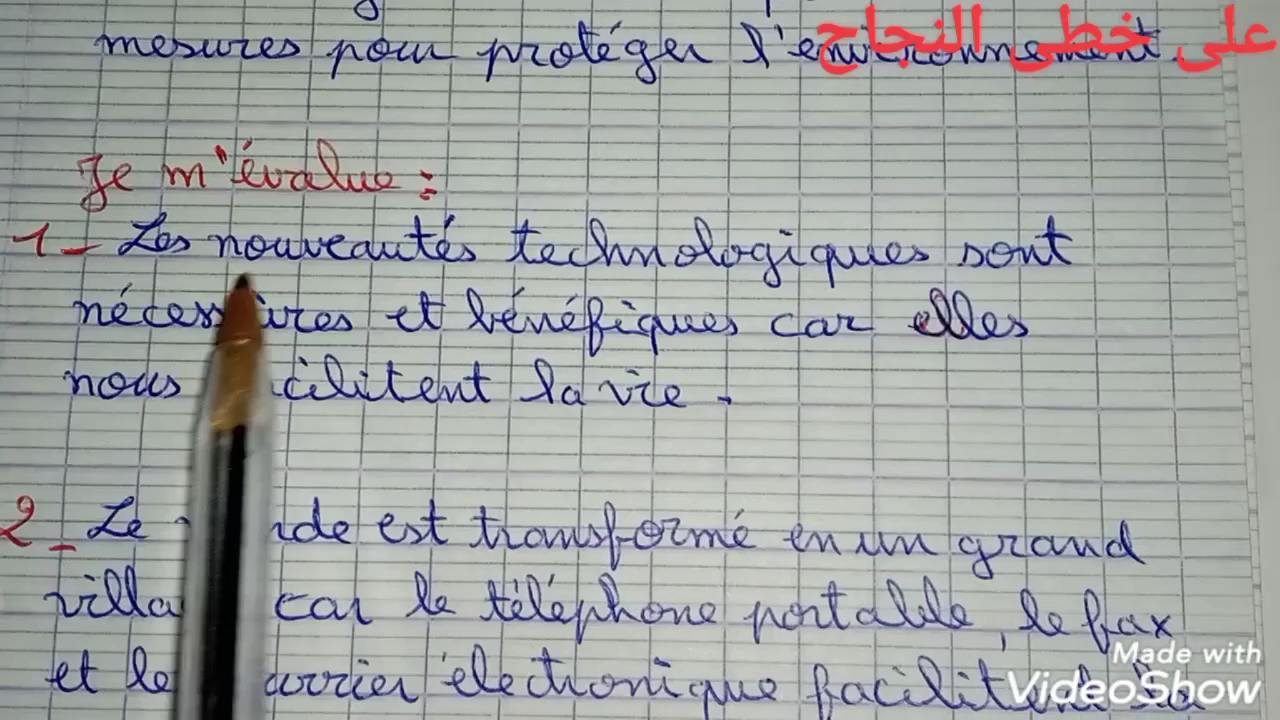 على خطى النجاح
mesures pour protéger l'environnement.
Je m'évalue :
1- Les nouveautés technologiques sont
nécessaires et bénéfiques car elles
nous facilitent la vie.
2- Le monde est transformé en un grand
village car le téléphone portable, le fax
et le courrier électronique facilitent la
Made with
VideoShow